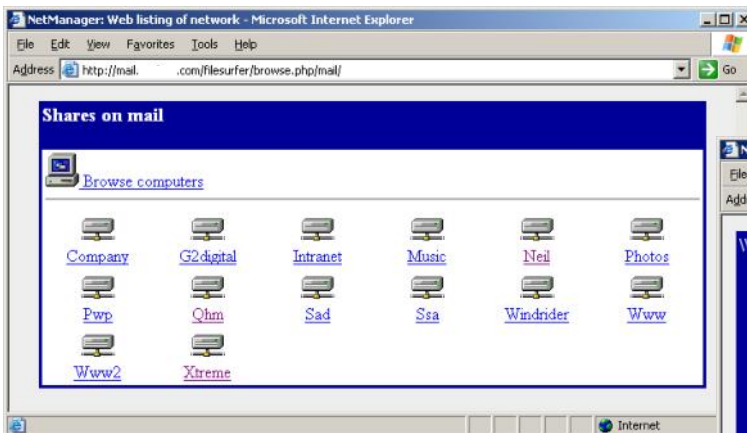 NetManager: Web listing of network - Microsoft Internet Explorer
File Edit View Favorites Tools Help
Address http://mail. .com/filesurfer/browse.php/mail/ Go
Shares on mail
Browse computers
Company G2digital Intranet Music Neil Photos
Pwp Qhm Sad Ssa Windrider Www
Www2 Xtreme
Internet
N
File
Add
W